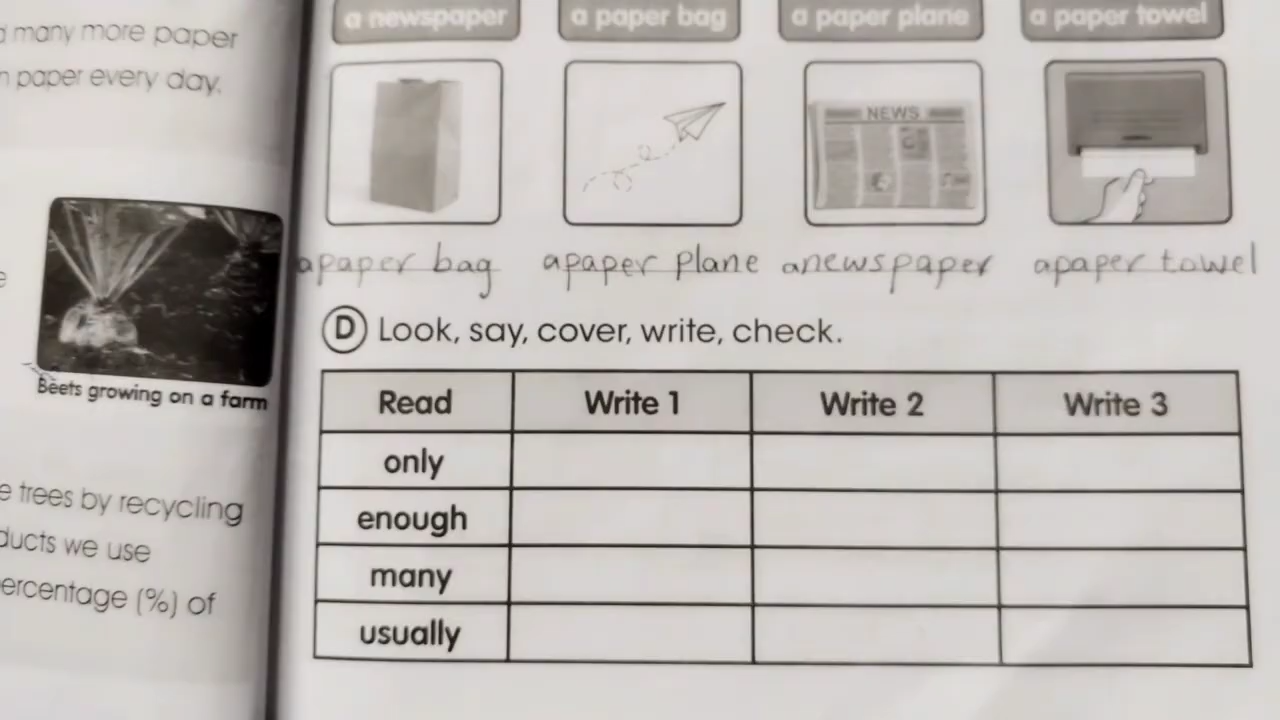 many more paper
paper every day.
Beets growing on a farm
trees by recycling
we use
(%) of
a newspaper a paper bag a paper plane a paper towel
NEWS
apaper bag apaper plane anewspaper apaper towel
D Look, say, cover, write, check.
Read Write 1 Write 2 Write 3
only
enough
many
usually